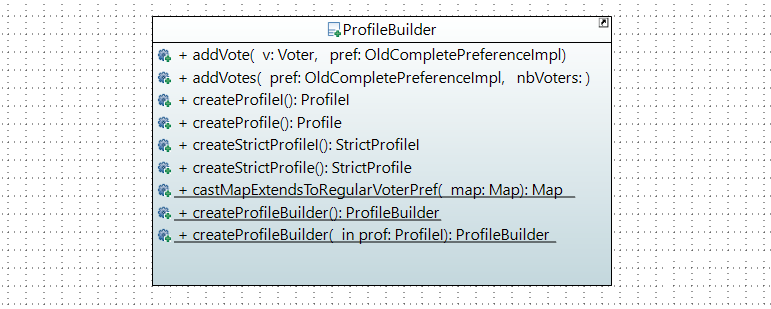 ProfileBuilder
+ addVote( v: Voter, pref: OldCompletePreferenceImpl)
+ addVotes( pref: OldCompletePreferenceImpl, nbVoters: )
+ createProfileI(): ProfileI
+ createProfile(): Profile
+ createStrictProfileI(): StrictProfileI
+ createStrictProfile(): StrictProfile
+ castMapExtendsToRegularVoterPref( map: Map): Map
+ createProfileBuilder(): ProfileBuilder
+ createProfileBuilder( in prof: ProfileI): ProfileBuilder